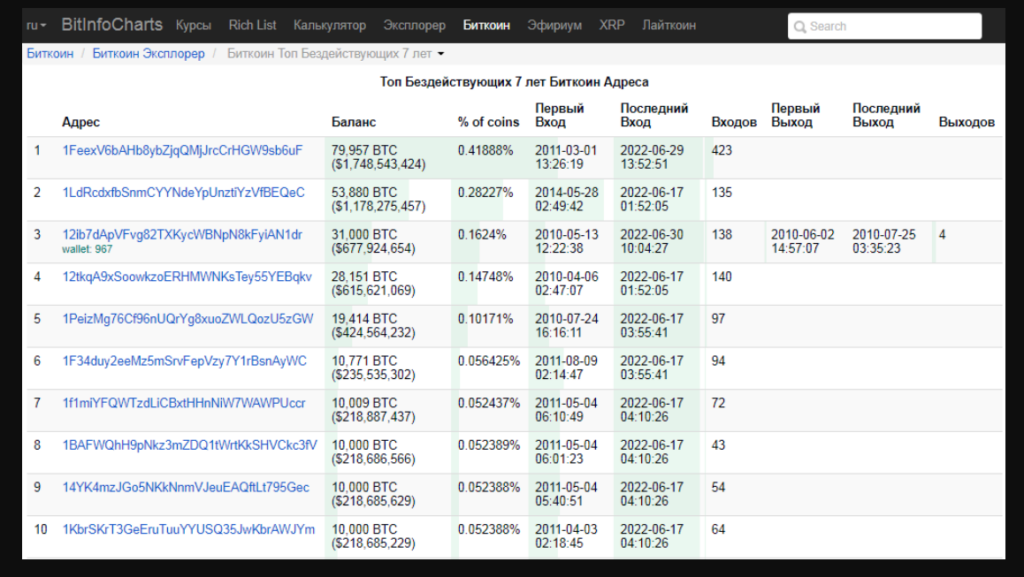 ru BitInfoCharts Курсы Rich List Калькулятор Эксплорер Биткоин Эфириум XRP Лайткоин Search
Биткоин / Биткоин Эксплорер / Биткоин Топ Бездействующих 7 лет
Топ Бездействующих 7 лет Биткоин Адреса
Адрес Баланс % of coins Первый Вход Последний Вход Входов Первый Выход Последний Выход Выходов
1 1FeexV6bAHb8ybZjqQMjJrcCrHGW9sb6uF 79,957 BTC 0.41888% 2011-03-01 2022-06-29 423
($1,748,543,424) 13:26:19 13:52:51
2 1LdRcdxfbSnmCYYNdeYpUnztiYzVfBEQeC 53,880 BTC 0.28227% 2014-05-28 2022-06-17 135
($1,178,275,457) 02:49:42 01:52:05
3 12ib7dApVFvg82TXKycWBNpN8kFyiAN1dr 31,000 BTC 0.1624% 2010-05-13 2022-06-30 138 2010-06-02 2010-07-25 4
wallet: 967 ($677,924,654) 12:22:38 10:04:27 14:57:07 03:35:23
4 12tkqA9xSoowkzoERHMWNKsTey55YEBqkv 28,151 BTC 0.14748% 2010-04-06 2022-06-17 140
($615,621,069) 02:47:07 01:52:05
5 1PeizMg76Cf96nUQrYg8xuoZWLQozU5zGW 19,414 BTC 0.10171% 2010-07-24 2022-06-17 97
($424,564,232) 16:16:11 03:55:41
6 1F34duy2eeMz5mSrvFepVzy7Y1rBsnAyWC 10,771 BTC 0.056425% 2011-08-09 2022-06-17 94
($235,535,302) 02:14:47 03:55:41
7 1f1miYFQWTzdLiCBxtHHnNiW7WAWPUccr 10,009 BTC 0.052437% 2011-05-04 2022-06-17 72
($218,887,437) 06:10:49 04:10:26
8 1BAFWQhH9pNkz3mZDQ1tWrtKkSHVCkc3fV 10,000 BTC 0.052389% 2011-05-04 2022-06-17 43
($218,686,566) 06:01:23 04:10:26
9 14YK4mzJGo5NKkNnmVJeuEAQftLt795Gec 10,000 BTC 0.052388% 2011-05-04 2022-06-17 54
($218,685,629) 05:40:51 04:10:26
10 1KbrSKrT3GeEruTuuYYUSQ35JwKbrAWJYm 10,000 BTC 0.052388% 2011-04-03 2022-06-17 64
($218,685,229) 02:18:45 04:10:26